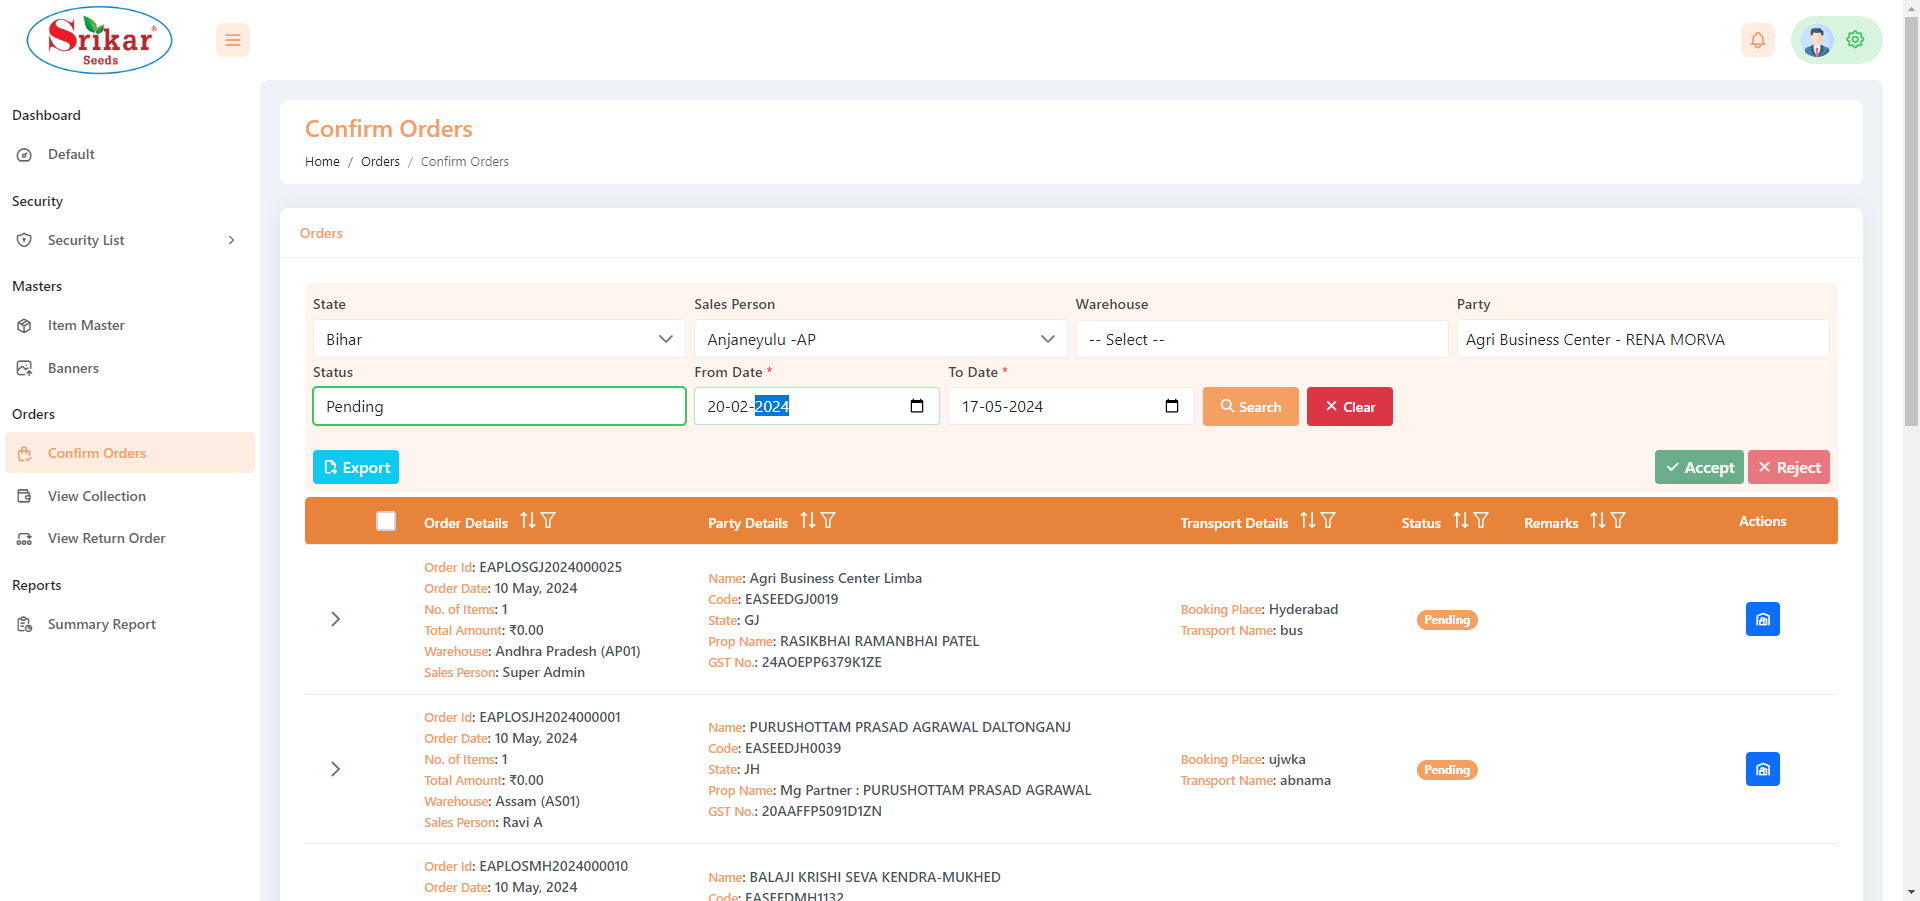 Srikar
Seeds
Dashboard
Default
Security
Security List
Masters
Item Master
Banners
Orders
Confirm Orders
View Collection
View Return Order
Reports
Summary Report
Confirm Orders
Home / Orders / Confirm Orders
Orders
State Sales Person Warehouse Party
Bihar Anjaneyulu -AP -- Select -- Agri Business Center - RENA MORVA
Status From Date * To Date *
Pending 20-02-2024 17-05-2024 Search Clear
Export Accept Reject
Order Details Party Details Transport Details Status Remarks Actions
Order Id: EAPLOSGJ2024000025
Order Date: 10 May, 2024
No. of Items: 1
Total Amount: ₹0.00
Warehouse: Andhra Pradesh (AP01)
Sales Person: Super Admin
Name: Agri Business Center Limba
Code: EASEEDGJ0019
State: GJ
Prop Name: RASIKBHAI RAMANBHAI PATEL
GST No.: 24AOEPP6379K1ZE
Booking Place: Hyderabad
Transport Name: bus
Pending
Order Id: EAPLOSJH2024000001
Order Date: 10 May, 2024
No. of Items: 1
Total Amount: ₹0.00
Warehouse: Assam (AS01)
Sales Person: Ravi A
Name: PURUSHOTTAM PRASAD AGRAWAL DALTONGANJ
Code: EASEEDJH0039
State: JH
Prop Name: Mg Partner : PURUSHOTTAM PRASAD AGRAWAL
GST No.: 20AAFFP5091D1ZN
Booking Place: ujwka
Transport Name: abnama
Pending
Order Id: EAPLOSMH2024000010
Order Date: 10 May, 2024
Name: BALAJI KRISHI SEVA KENDRA-MUKHED
Code: EASEEDMH1132